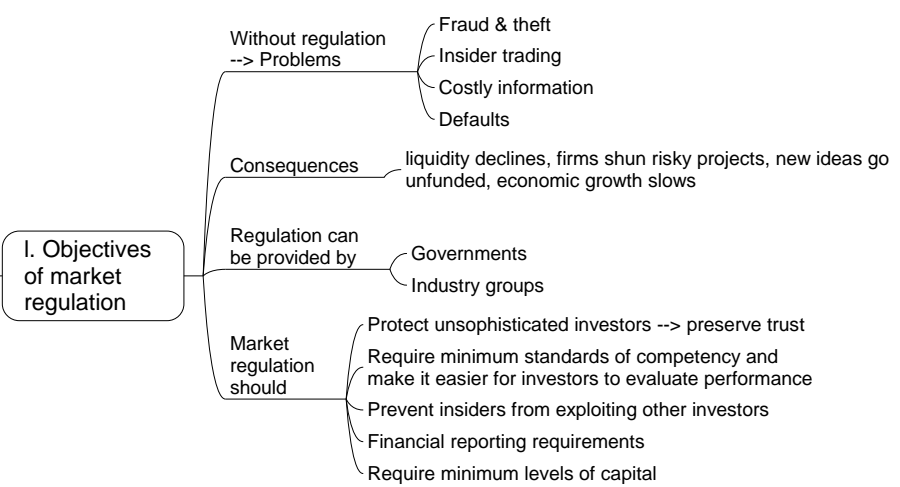 l. Objectives
of market
regulation
Without regulation
--> Problems
Fraud & theft
Insider trading
Costly information
Defaults
Consequences
liquidity declines, firms shun risky projects, new ideas go
unfunded, economic growth slows
Regulation can
be provided by
Governments
Industry groups
Market
regulation
should
Protect unsophisticated investors --> preserve trust
Require minimum standards of competency and
make it easier for investors to evaluate performance
Prevent insiders from exploiting other investors
Financial reporting requirements
Require minimum levels of capital